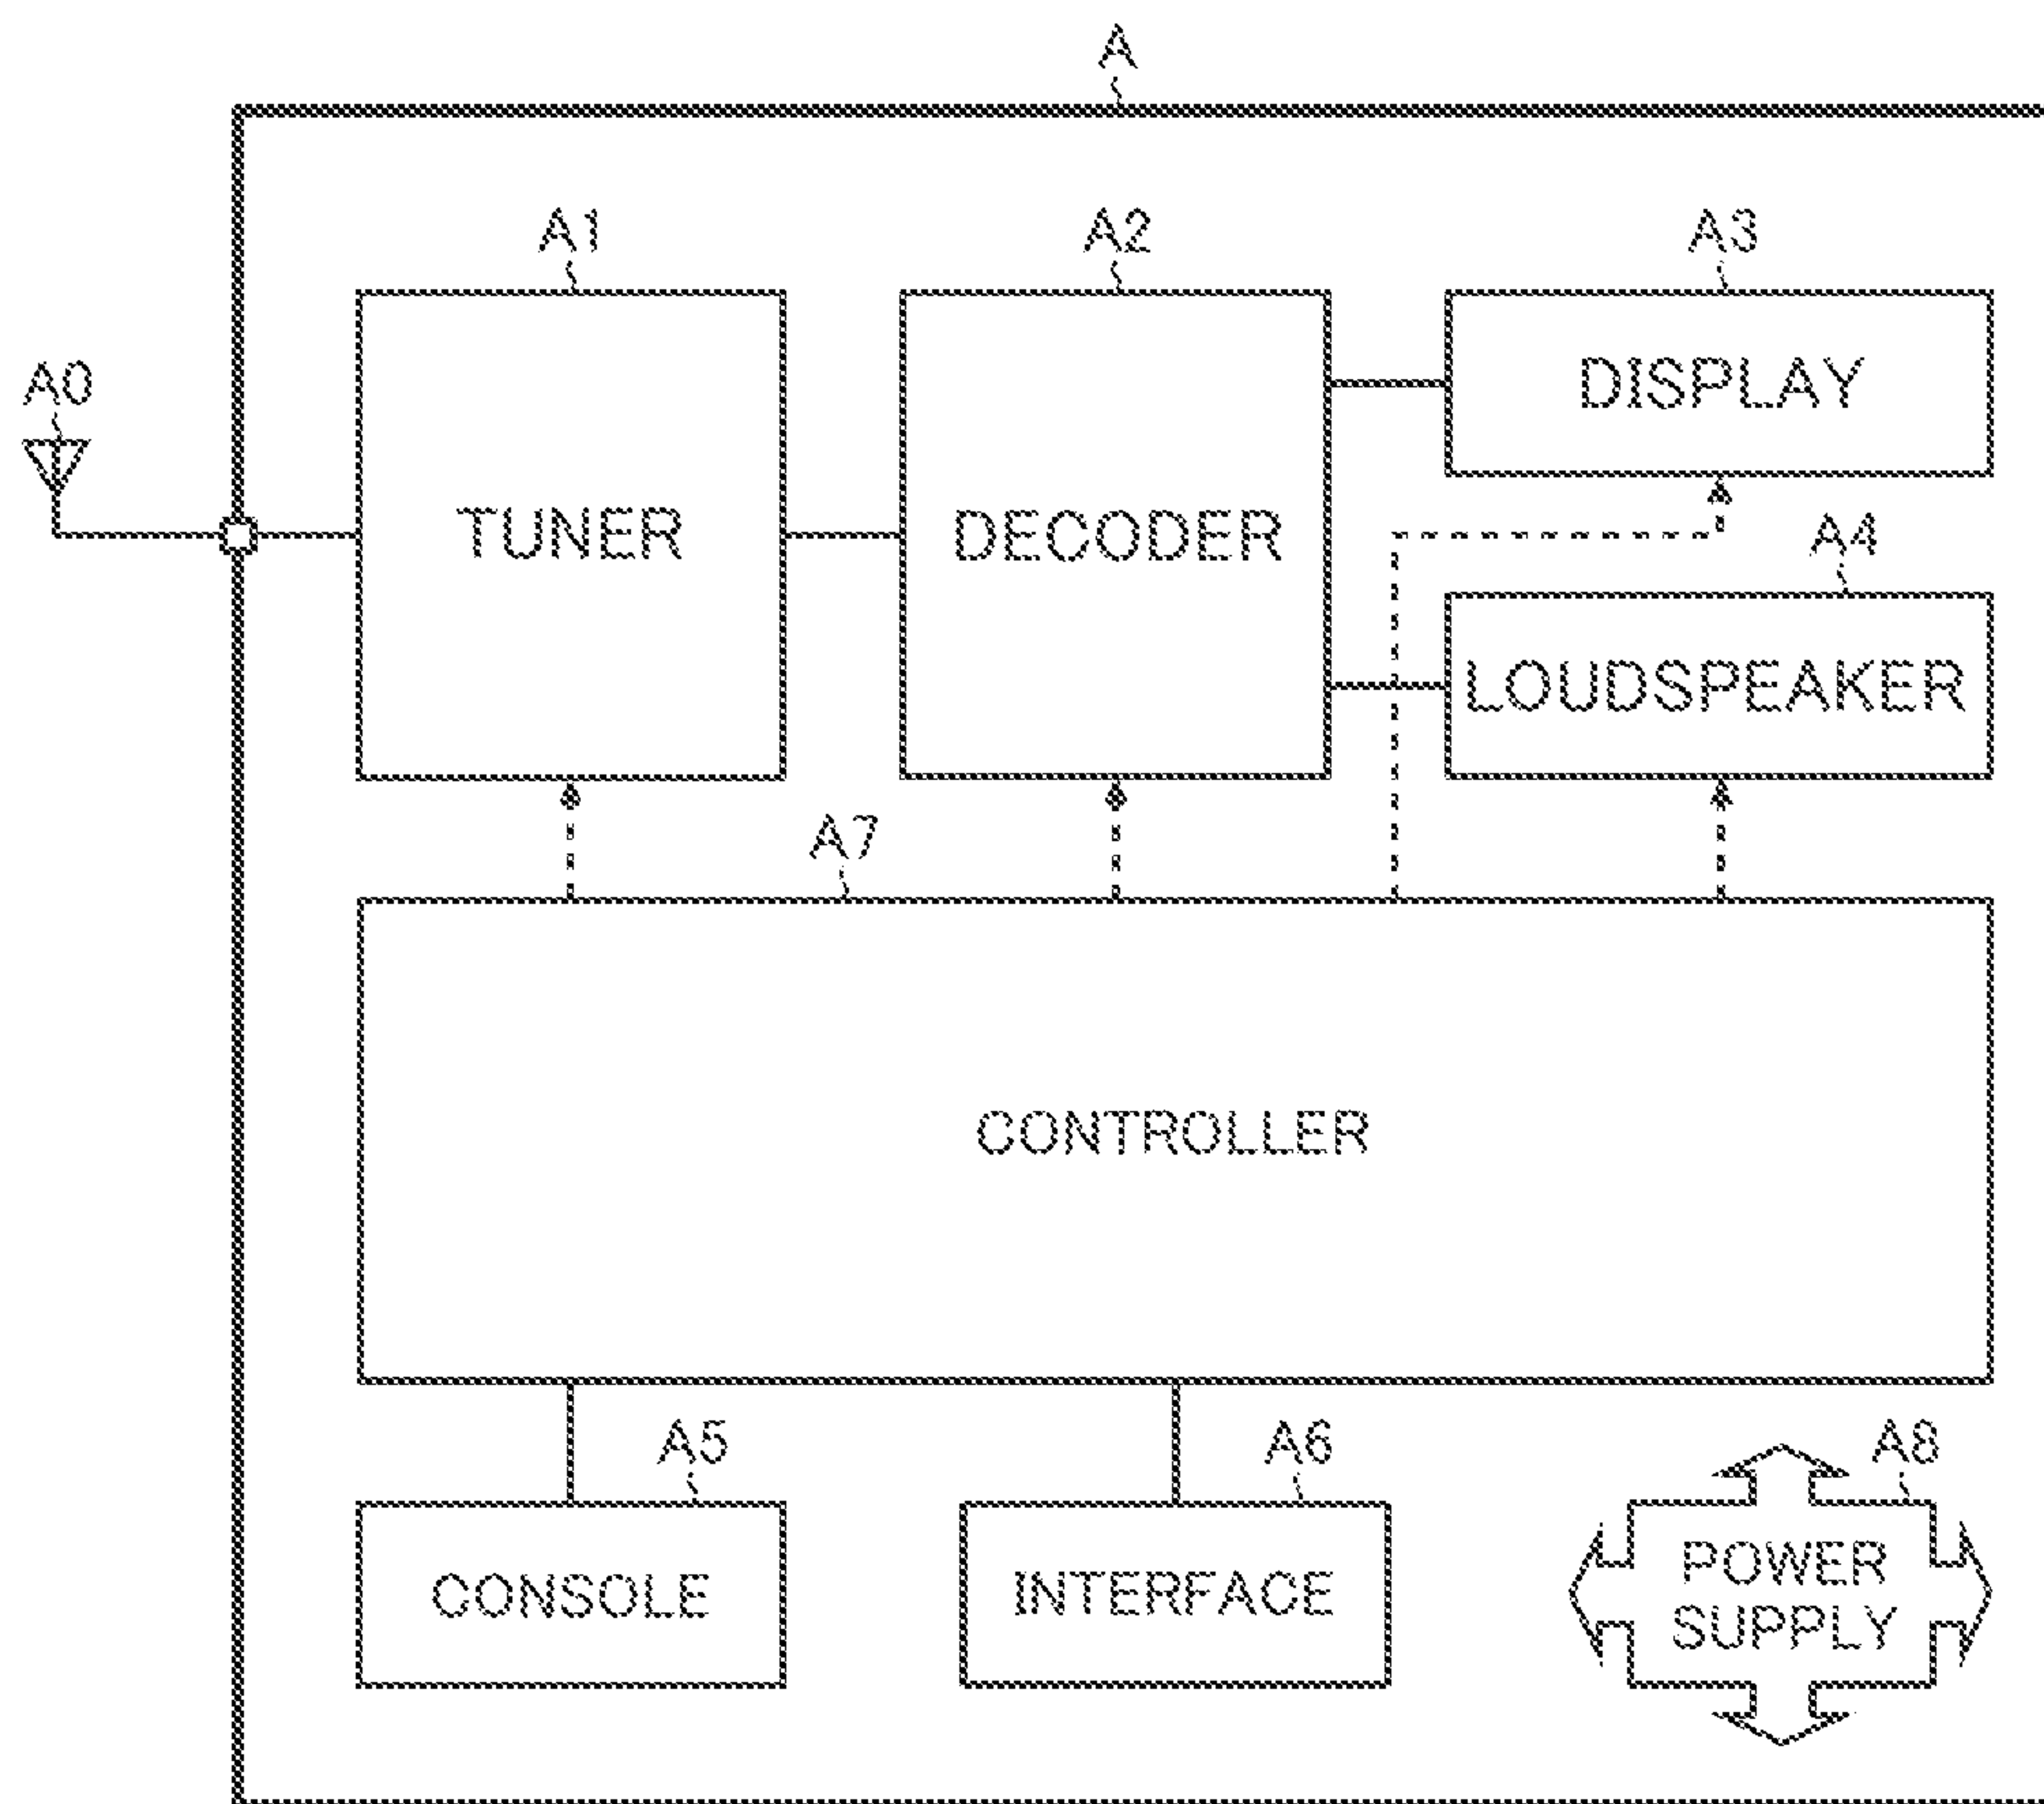 A
A1
A2
A3
A0
DISPLAY
TUNER
DECODER
A4
LOUDSPEAKER
A7
CONTROLLER
A5
A6
A8
CONSOLE
INTERFACE
POWER
SUPPLY